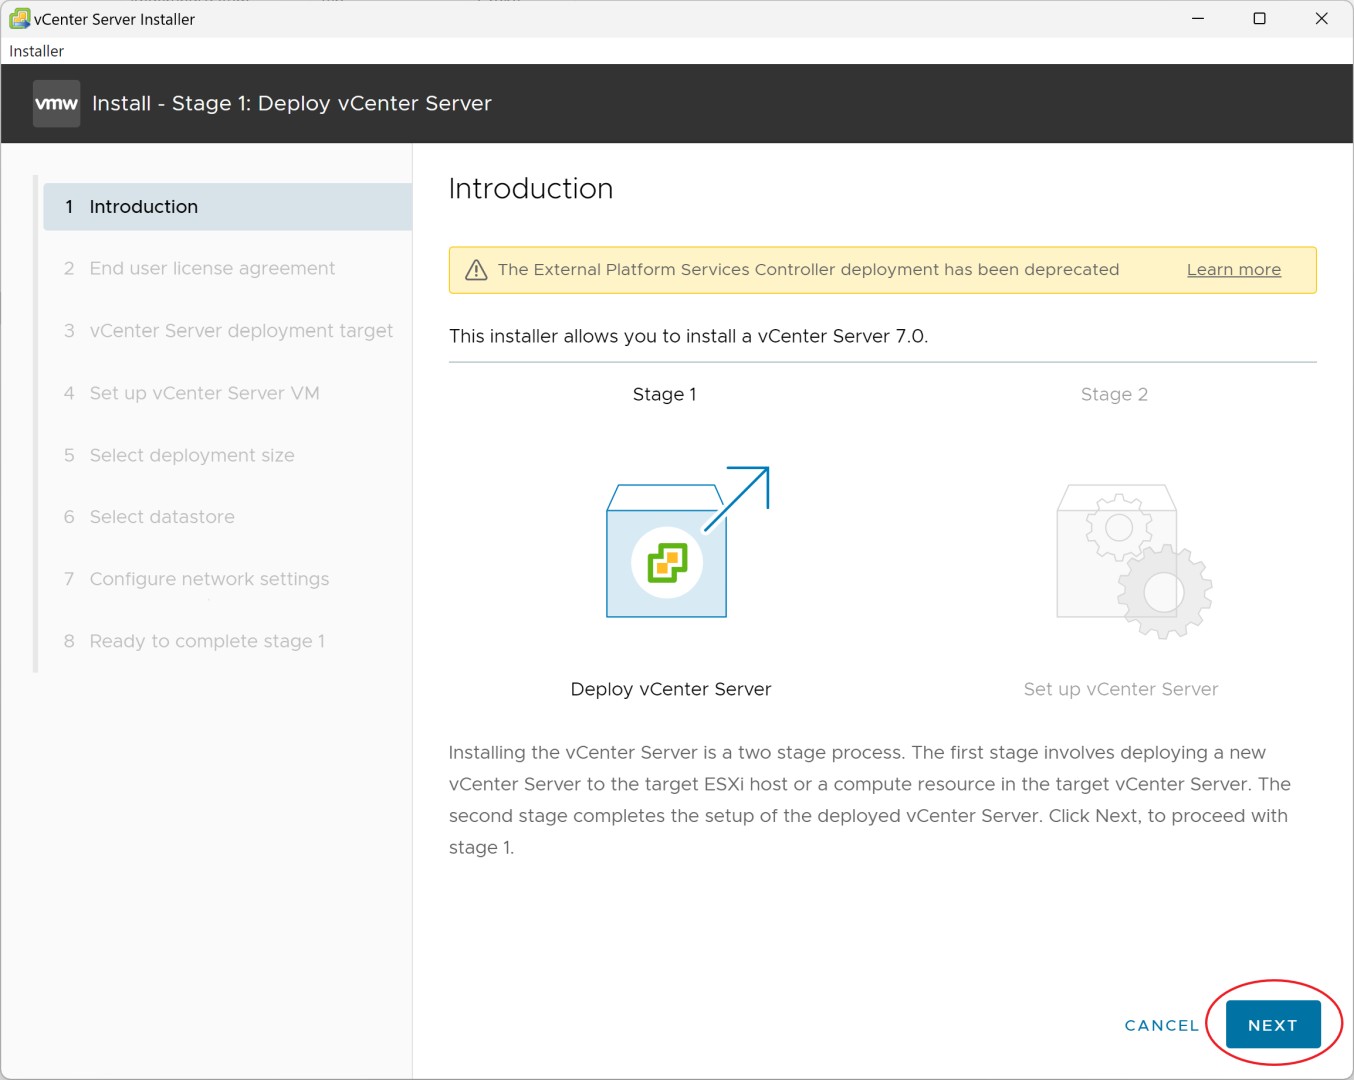 vCenter Server Installer
Installer
vmw Install - Stage 1: Deploy vCenter Server
1 Introduction
2 End user license agreement
3 vCenter Server deployment target
4 Set up vCenter Server VM
5 Select deployment size
6 Select datastore
7 Configure network settings
8 Ready to complete stage 1
Introduction
The External Platform Services Controller deployment has been deprecated Learn more
This installer allows you to install a vCenter Server 7.0.
Stage 1 Stage 2
Deploy vCenter Server Set up vCenter Server
Installing the vCenter Server is a two stage process. The first stage involves deploying a new
vCenter Server to the target ESXi host or a compute resource in the target vCenter Server. The
second stage completes the setup of the deployed vCenter Server. Click Next, to proceed with
stage 1.
CANCEL NEXT